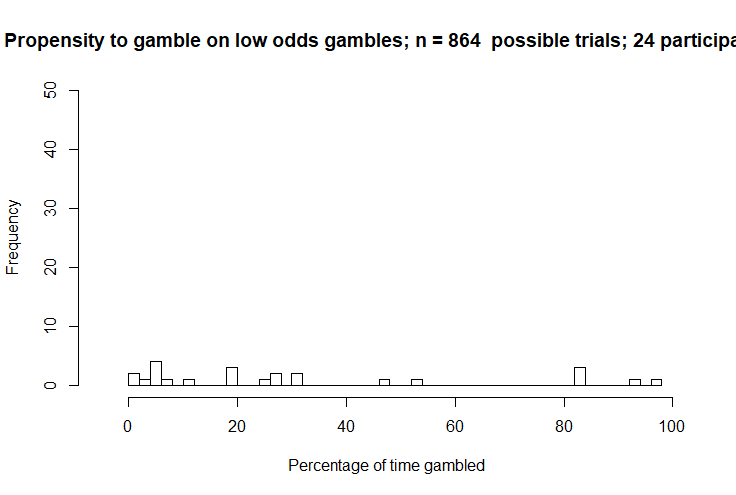 Propensity to gamble on low odds gambles; n = 864 possible trials; 24 participa
50
40
30
20
10
0
Frequency
0 20 40 60 80 100
Percentage of time gambled